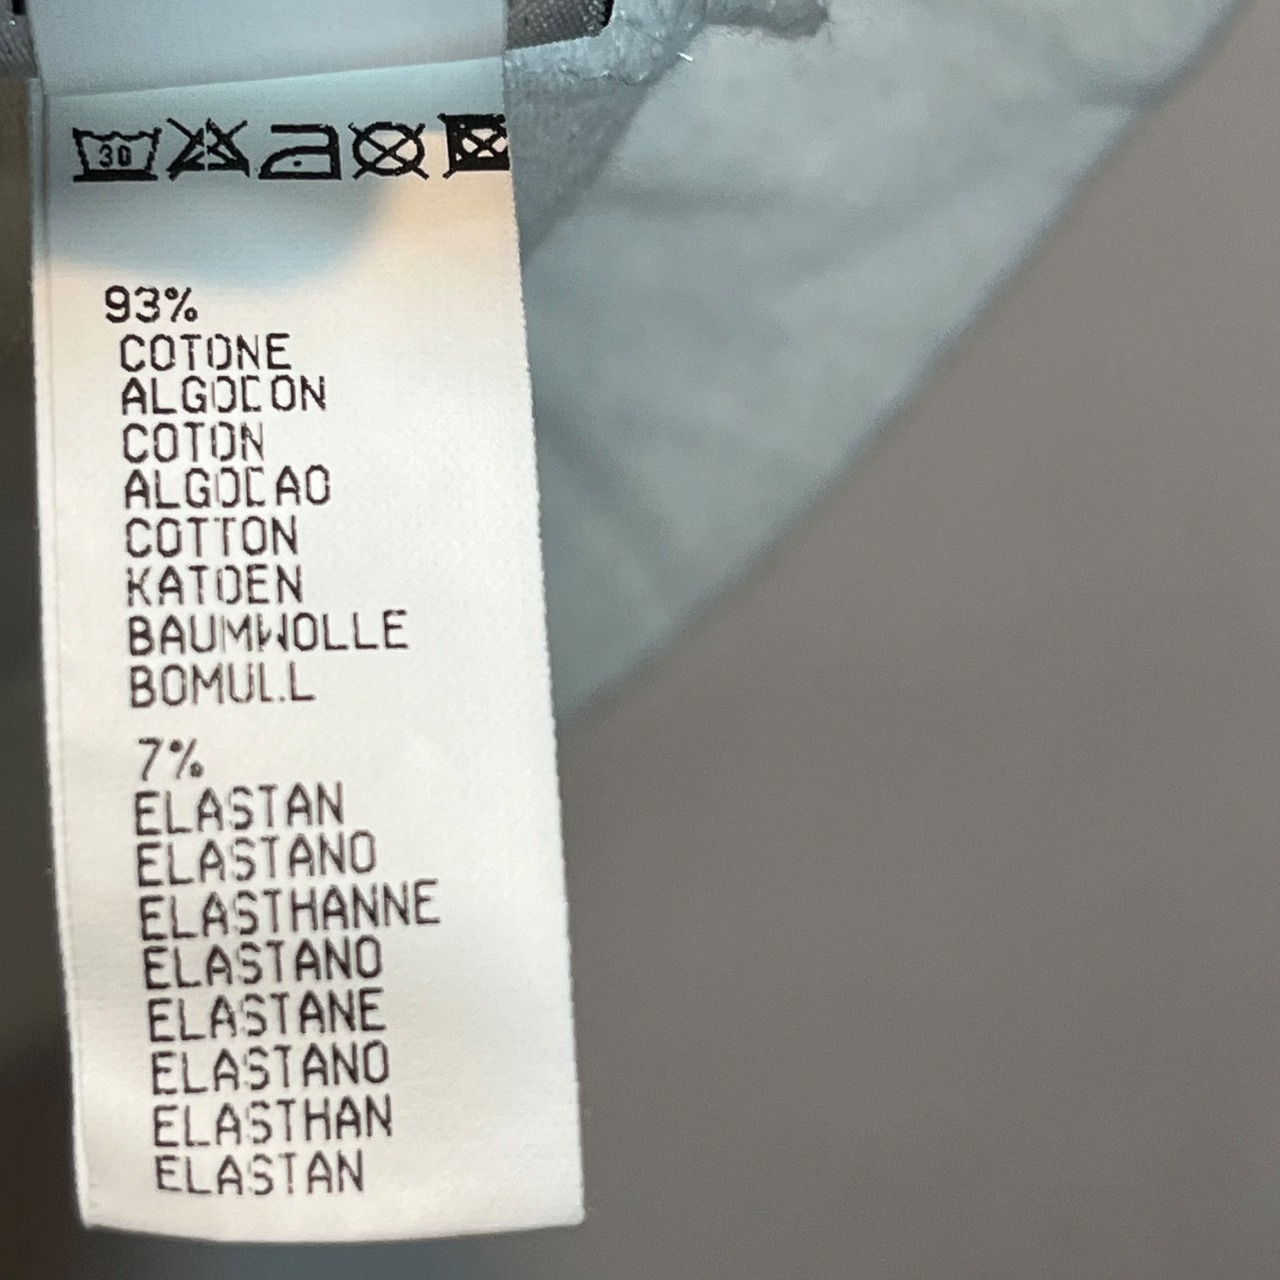 30
93%
COTONE
ALGODON
COTON
ALGODAO
COTTON
KATOEN
BAUMWOLLE
BOMULL
7%
ELASTAN
ELASTANO
ELASTHANNE
ELASTANO
ELASTANE
ELASTANO
ELASTHAN
ELASTAN